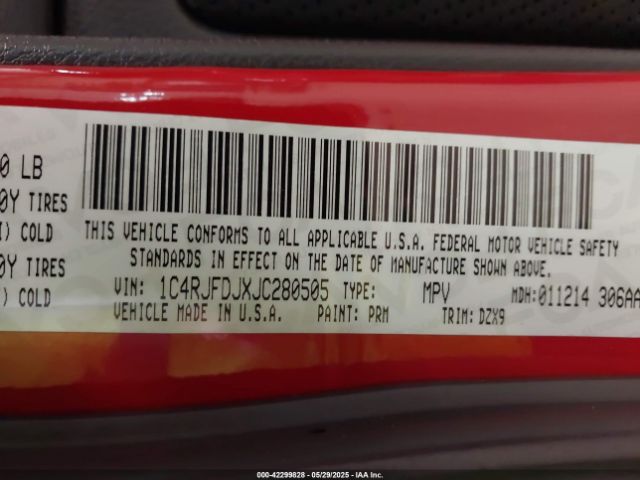 0 LB
0Y TIRES
) COLD
0Y TIRES
) COLD
THIS VEHICLE CONFORMS TO ALL APPLICABLE U.S.A. FEDERAL MOTOR VEHICLE SAFETY
STANDARDS IN EFFECT ON THE DATE OF MANUFACTURE SHOWN ABOVE.
VIN: 1C4RJFDJXJC280505 TYPE: MPV MDH:011214 306AA
VEHICLE MADE IN U.S.A. PAINT: PRM TRIM: DZX9
000-42299828 - 05/29/2025 - IAA Inc.